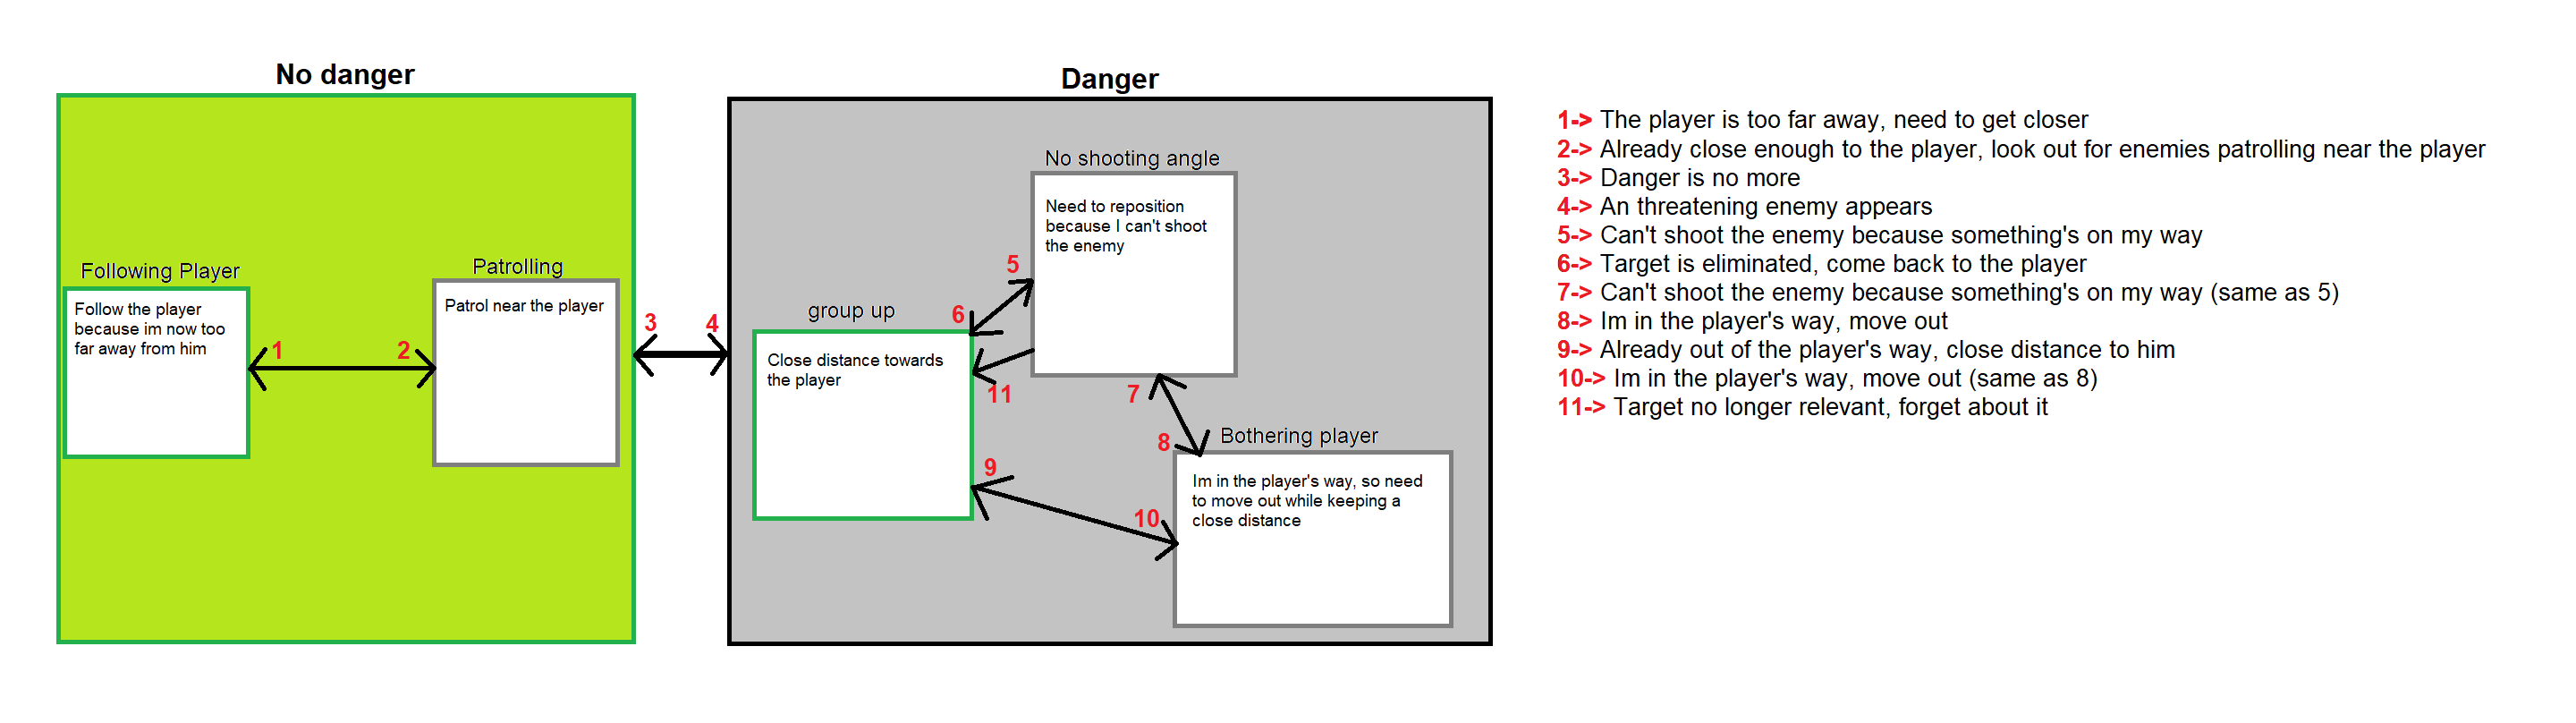 No danger
Following Player
Follow the player
because im now too
far away from him
1
2
Patrolling
Patrol near the player
3
4
Danger
group up
Close distance towards
the player
No shooting angle
Need to reposition
because I can't shoot
the enemy
5
6
11
7
8
9
10
Bothering player
Im in the player's way, so need
to move out while keeping a
close distance
1-> The player is too far away, need to get closer
2-> Already close enough to the player, look out for enemies patrolling near the player
3-> Danger is no more
4-> An threatening enemy appears
5-> Can't shoot the enemy because something's on my way
6-> Target is eliminated, come back to the player
7-> Can't shoot the enemy because something's on my way (same as 5)
8-> Im in the player's way, move out
9-> Already out of the player's way, close distance to him
10-> Im in the player's way, move out (same as 8)
11-> Target no longer relevant, forget about it